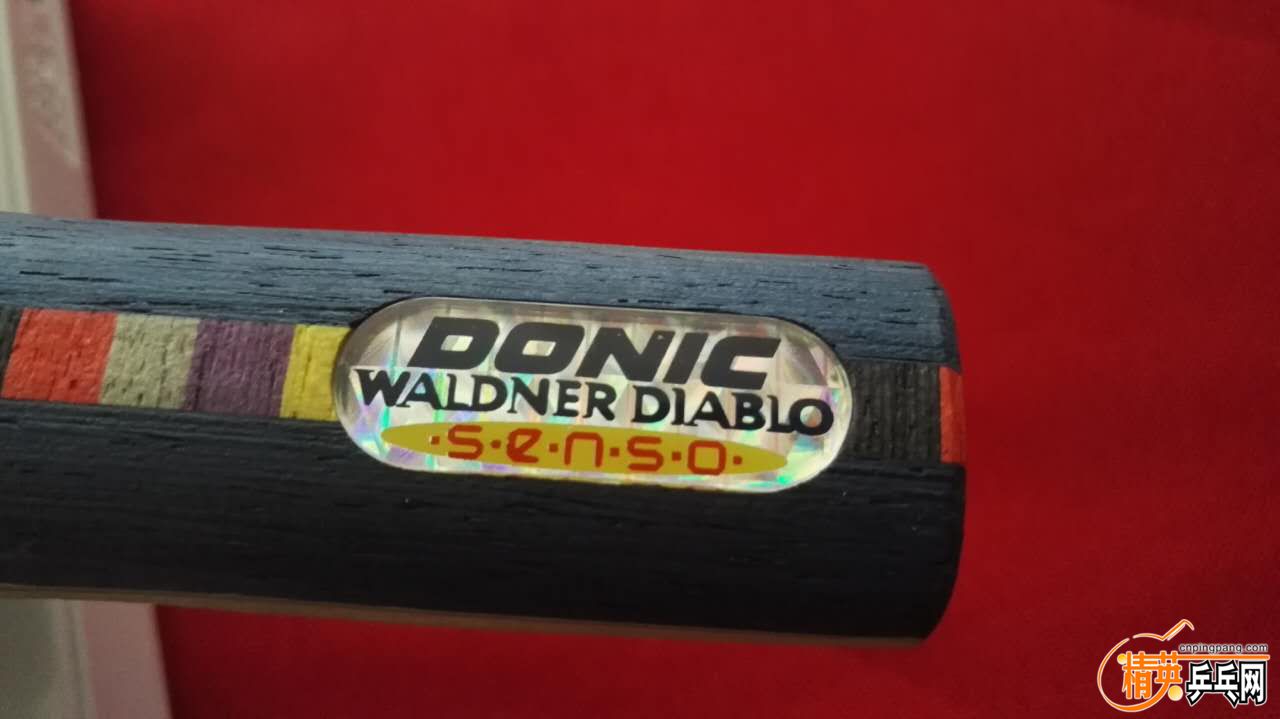 DONIC
WALDNER DIABLO
·s·e·n·s·o·
cnpingpang.com
精英乒乓网